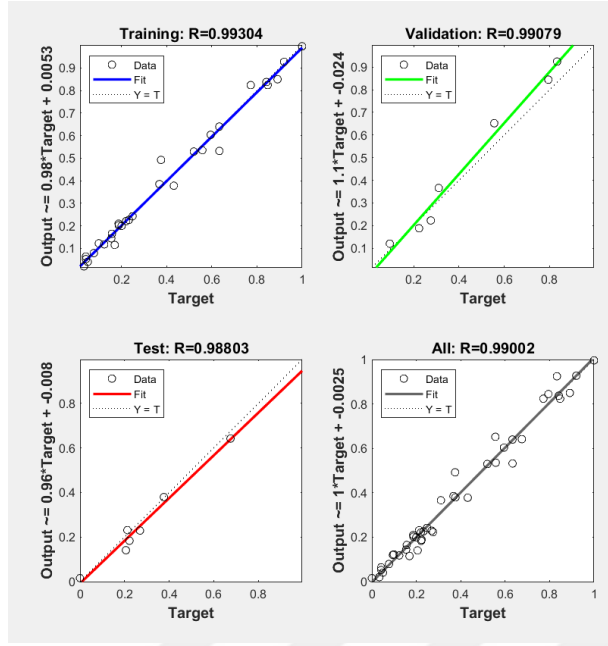 Training: R=0.99304
Output ~= 0.98*Target + 0.0053
0.9
0.8
0.7
0.6
0.5
0.4
0.3
0.2
0.1
Data
Fit
Y = T
0.2
0.4
0.6
0.8
1
Target
Validation: R=0.99079
Output ~= 1.1*Target + -0.024
0.9
0.8
0.7
0.6
0.5
0.4
0.3
0.2
0.1
Data
Fit
Y = T
0
0.2
0.4
0.6
0.8
Target
Test: R=0.98803
Output ~= 0.96*Target + -0.008
0.8
0.6
0.4
0.2
0
Data
Fit
Y = T
0
0.2
0.4
0.6
0.8
Target
All: R=0.99002
Output ~= 1*Target + -0.0025
1
0.8
0.6
0.4
0.2
0
Data
Fit
Y = T
0
0.2
0.4
0.6
0.8
1
Target